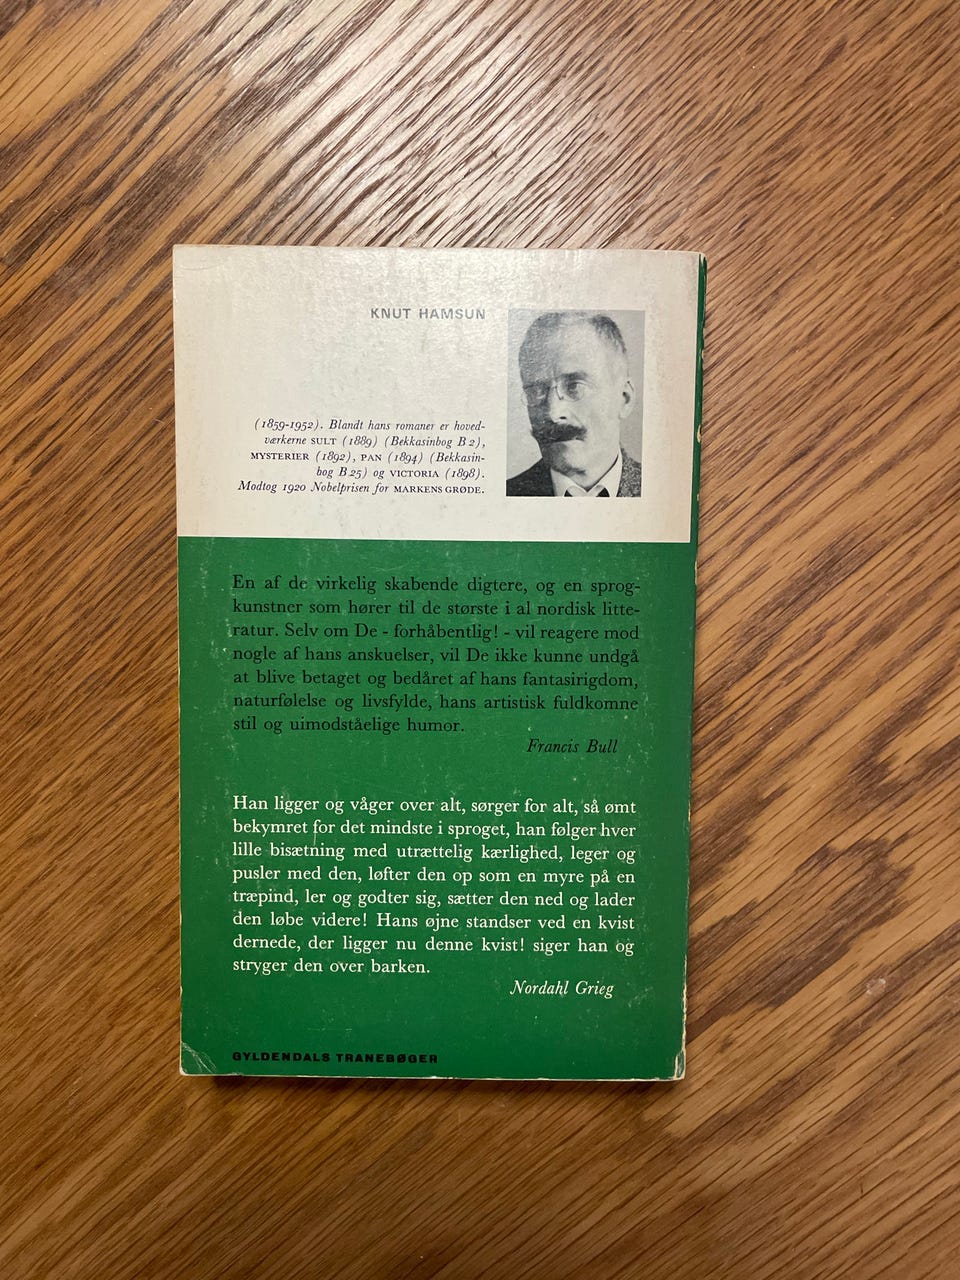 KNUT HAMSUN
(1859-1952). Blandt hans romaner er hoved-
værkerne SULT (1889) (Bekkasinbog B 2),
MYSTERIER (1892), PAN (1894) (Bekkasin-
bog B 25) og VICTORIA (1898).
Modtog 1920 Nobelprisen for MARKENS GRØDE.
En af de virkelig skabende digtere, og en sprog-
kunstner som hører til de største i al nordisk litte-
ratur. Selv om De - forhåbentlig! - vil reagere mod
nogle af hans anskuelser, vil De ikke kunne undgå
at blive betaget og bedåret af hans fantasirigdom,
naturfølelse og livsfylde, hans artistisk fuldkomne
stil og uimodståelige humor.
Francis Bull
Han ligger og våger over alt, sørger for alt, så ømt
bekymret for det mindste i sproget, han følger hver
lille bisætning med utrættelig kærlighed, leger og
pusler med den, løfter den op som en myre på en
træpind, ler og godter sig, sætter den ned og lader
den løbe videre! Hans øjne standser ved en kvist
dernede, der ligger nu denne kvist! siger han og
stryger den over barken.
Nordahl Grieg
GYLDENDALS TRANEBØGER